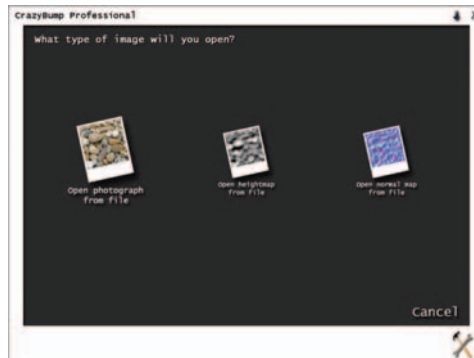 CrazyBump Professional
What type of image will you open?
Open photograph
from file
Open heightmap
from file
Open normal map
from file
Cancel